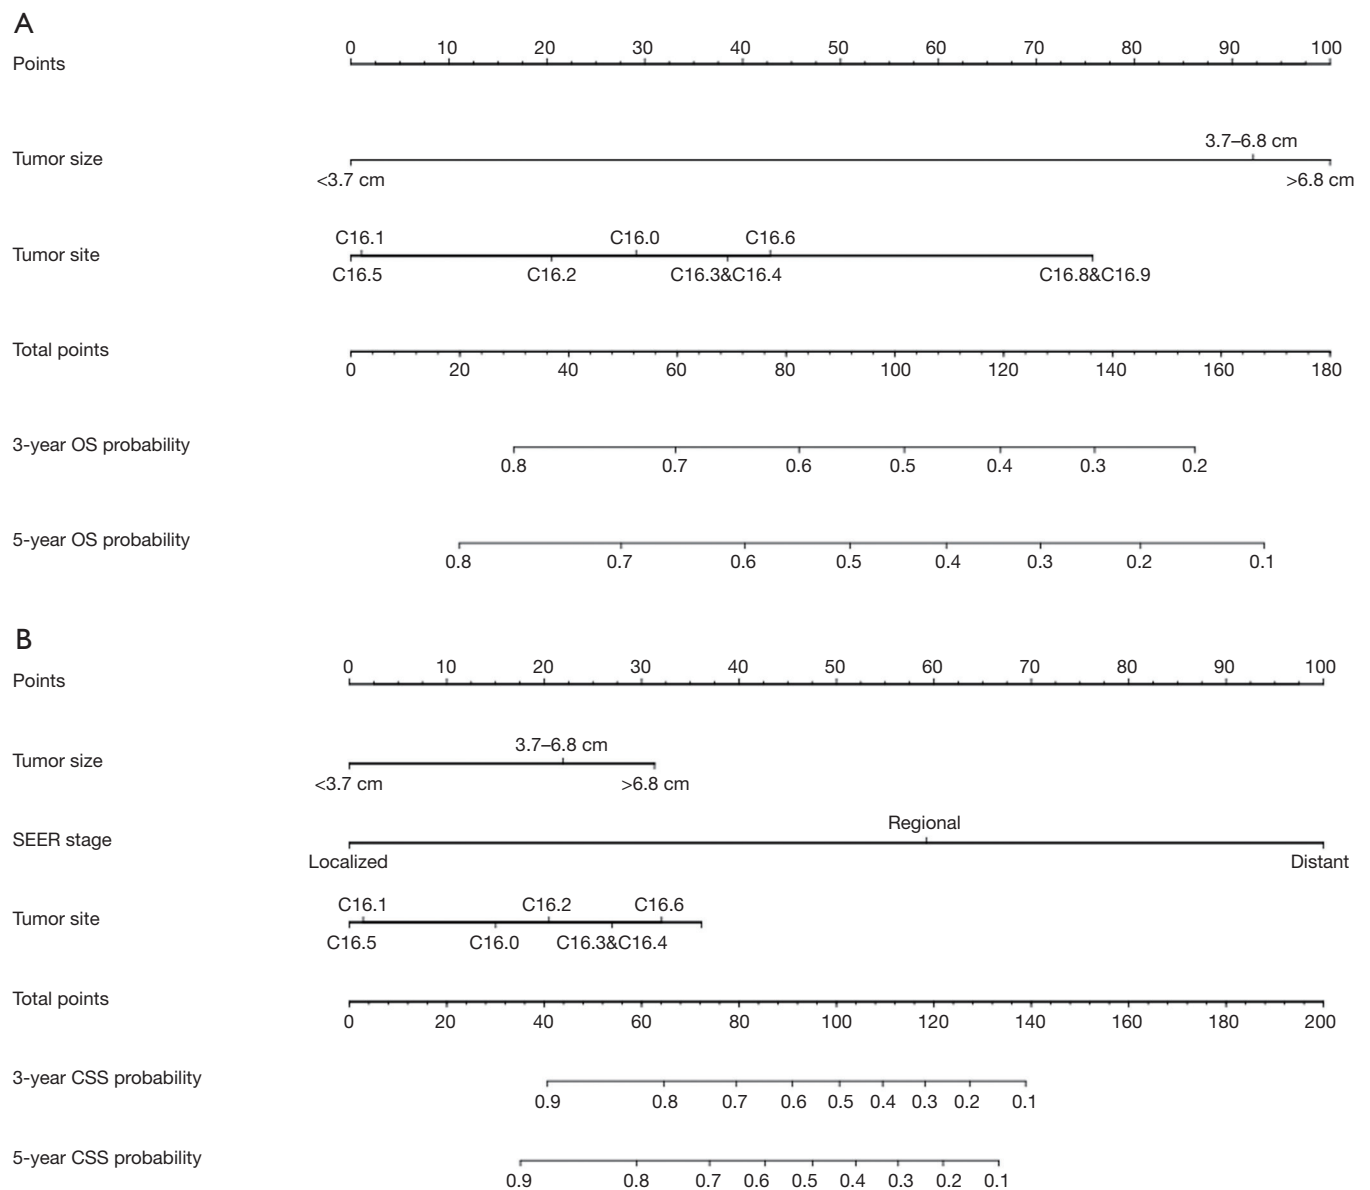 A
Points
0 10 20 30 40 50 60 70 80 90 100
Tumor size
3.7–6.8 cm
<3.7 cm >6.8 cm
Tumor site
C16.1 C16.0 C16.6
C16.5 C16.2 C16.3&C16.4 C16.8&C16.9
Total points
0 20 40 60 80 100 120 140 160 180
3-year OS probability
0.8 0.7 0.6 0.5 0.4 0.3 0.2
5-year OS probability
0.8 0.7 0.6 0.5 0.4 0.3 0.2 0.1
B
Points
0 10 20 30 40 50 60 70 80 90 100
Tumor size
3.7–6.8 cm
<3.7 cm >6.8 cm
SEER stage
Regional
Localized Distant
Tumor site
C16.1 C16.2 C16.6
C16.5 C16.0 C16.3&C16.4
Total points
0 20 40 60 80 100 120 140 160 180 200
3-year CSS probability
0.9 0.8 0.7 0.6 0.5 0.4 0.3 0.2 0.1
5-year CSS probability
0.9 0.8 0.7 0.6 0.5 0.4 0.3 0.2 0.1